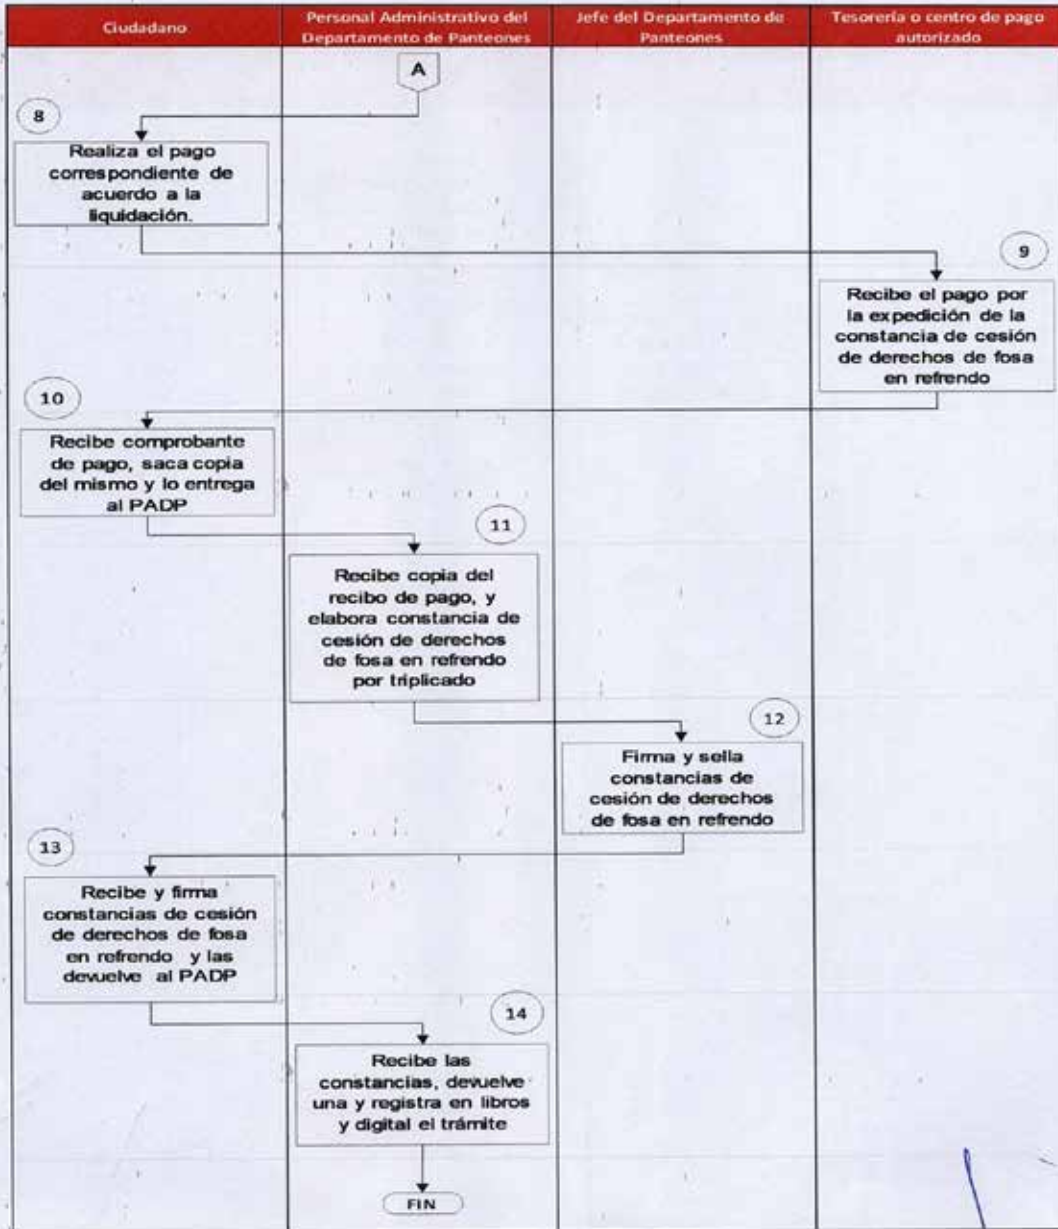 Ciudadano
Personal Administrativo del
Departamento de Panteones
Jefe del Departamento de
Panteones
Tesorería o centro de pago
autorizado
A
8
Realiza el pago
correspondiente de
acuerdo a la
liquidación.
9
Recibe el pago por
la expedición de la
constancia de cesión
de derechos de fosa
en refrendo
10
Recibe comprobante
de pago, saca copia
del mismo y lo entrega
al PADP
11
Recibe copia del
recibo de pago, y
elabora constancia de
cesión de derechos
de fosa en refrendo
por triplicado
12
Firma y sella
constancias de
cesión de derechos
de fosa en refrendo
13
Recibe y firma
constancias de cesión
de derechos de fosa
en refrendo y las
devuelve al PADP
14
Recibe las
constancias, devuelve
una y registra en libros
y digital el trámite
FIN